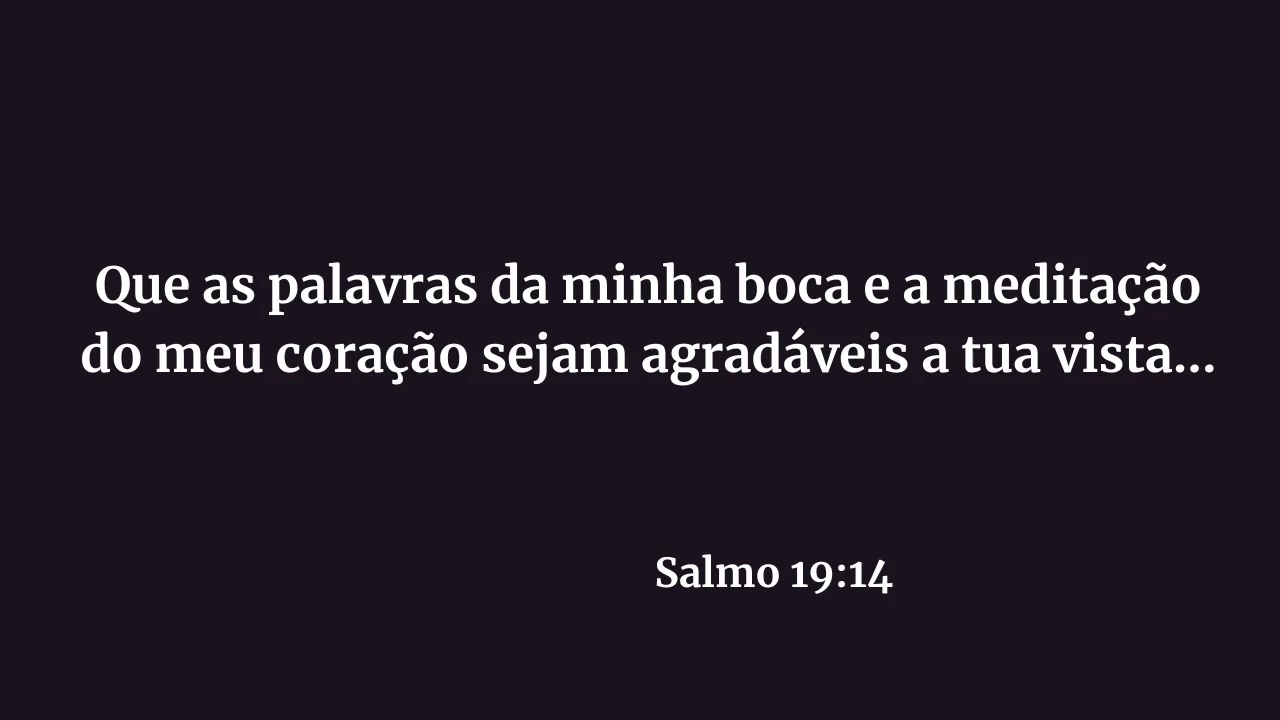 Que as palavras da minha boca e a meditação
do meu coração sejam agradáveis a tua vista...
Salmo 19:14